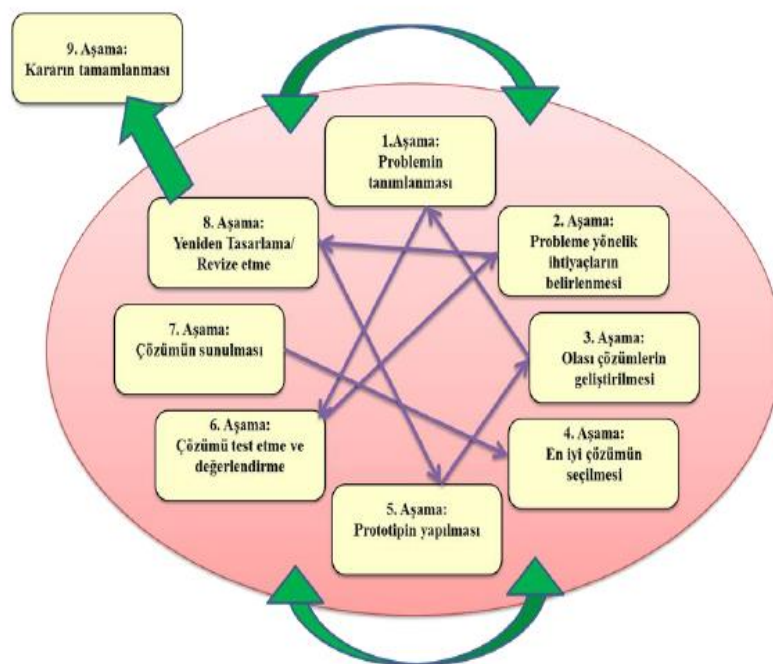 9. Aşama:
Kararın tamamlanması
1.Aşama:
Problemin
tanımlanması
2. Aşama:
Probleme yönelik
ihtiyaçların
belirlenmesi
3. Aşama:
Olası çözümlerin
geliştirilmesi
4. Aşama:
En iyi çözümün
seçilmesi
5. Aşama:
Prototipin yapılması
6. Aşama:
Çözümü test etme ve
değerlendirme
7. Aşama:
Çözümün sunulması
8. Aşama:
Yeniden Tasarlama/
Revize etme